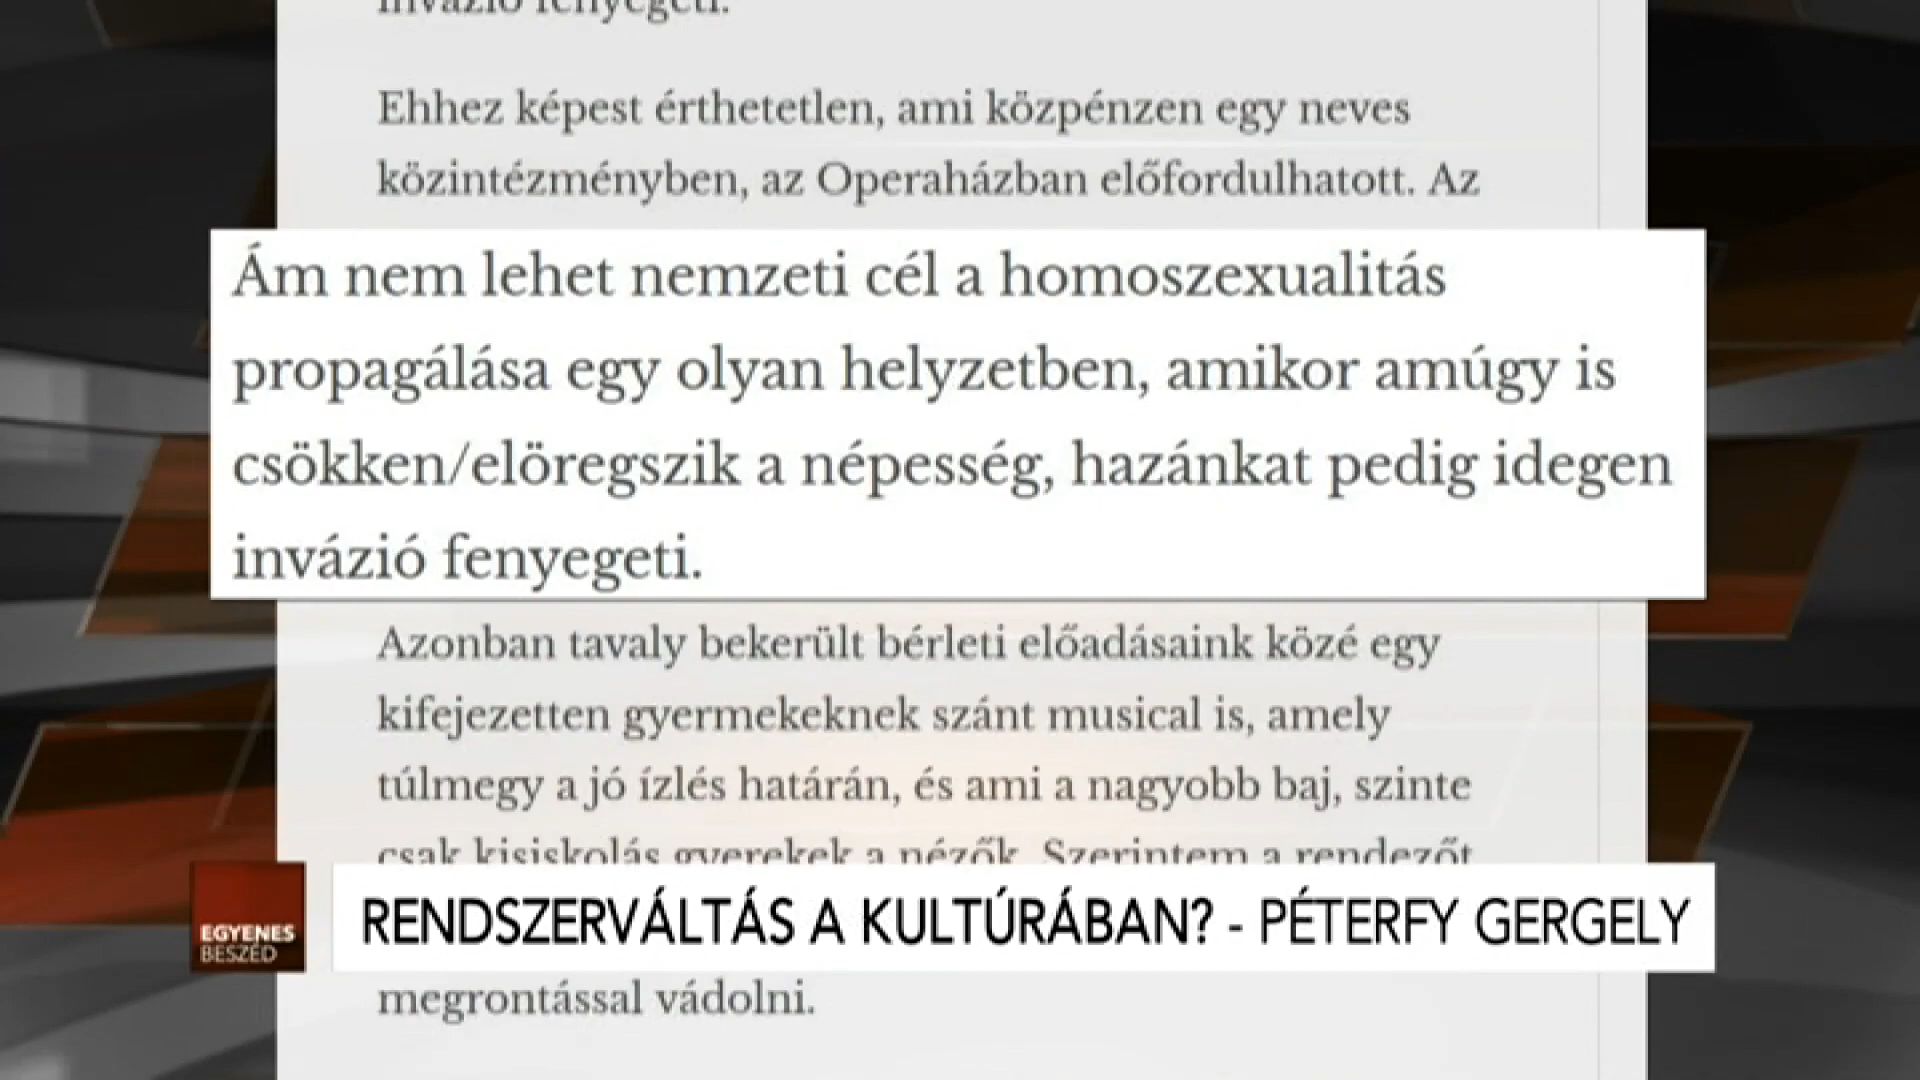 invázió fenyegeti.
Ehhez képest érthetetlen, ami közpénzen egy neves
közintézményben, az Operaházban előfordulhatott. Az
Ám nem lehet nemzeti cél a homoszexualitás
propagálása egy olyan helyzetben, amikor amúgy is
csökken/elöregszik a népesség, hazánkat pedig idegen
invázió fenyegeti.
Azonban tavaly bekerült bérleti előadásaink közé egy
kifejezetten gyermekeknek szánt musical is, amely
túlmegy a jó ízlés határán, és ami a nagyobb baj, szinte
csak kisiskolás gyerekek a nézők. Szerintem a rendezőt
EGYENES
BESZÉD
RENDSZERVÁLTÁS A KULTÚRÁBAN? - PÉTERFY GERGELY
megrontással vádolni.